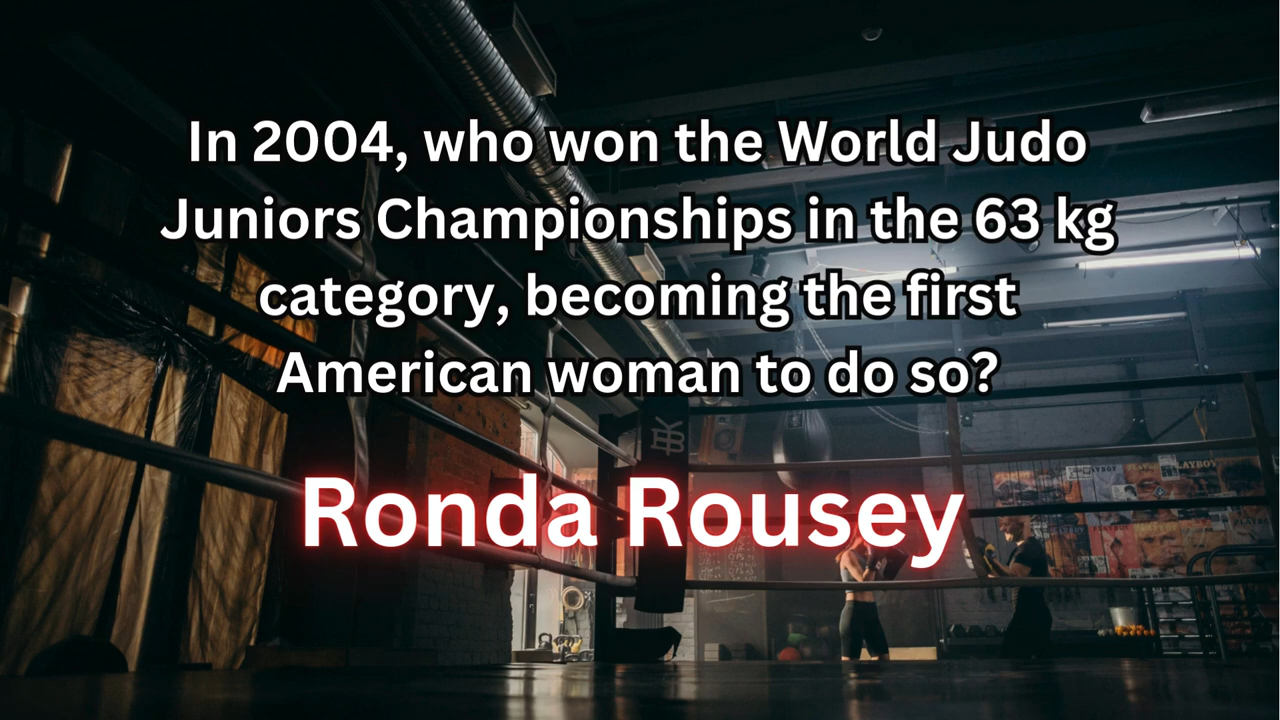 In 2004, who won the World Judo
Juniors Championships in the 63 kg
category, becoming the first
American woman to do so?
Ronda Rousey
PLAYBOY